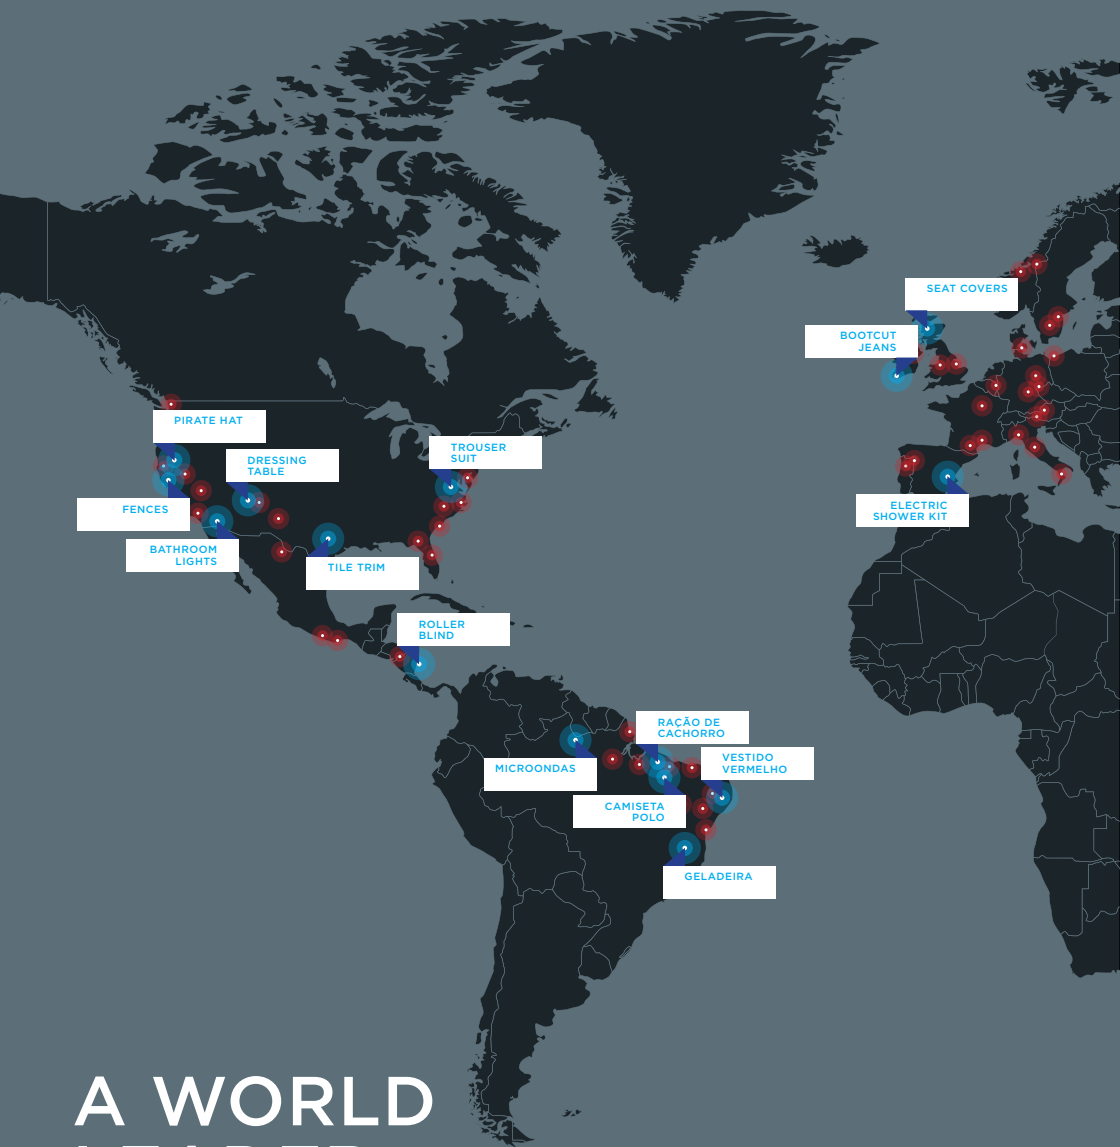 SEAT COVERS
BOOTCUT
JEANS
PIRATE HAT
TROUSER
SUIT
DRESSING
TABLE
FENCES
ELECTRIC
SHOWER KIT
BATHROOM
LIGHTS
TILE TRIM
ROLLER
BLIND
RAÇÃO DE
CACHORRO
VESTIDO
VERMELHO
MICROONDAS
CAMISETA
POLO
GELADEIRA
A WORLD